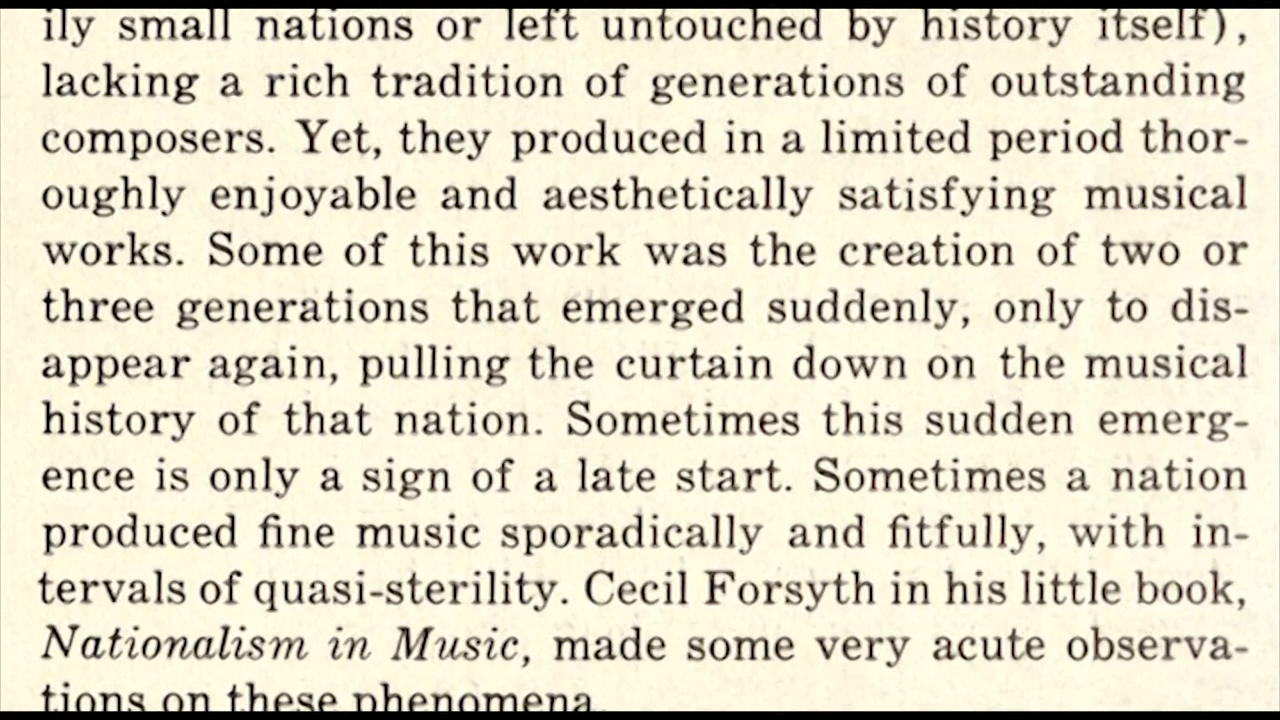 ily small nations or left untouched by history itself),
lacking a rich tradition of generations of outstanding
composers. Yet, they produced in a limited period thor-
oughly enjoyable and aesthetically satisfying musical
works. Some of this work was the creation of two or
three generations that emerged suddenly, only to dis-
appear again, pulling the curtain down on the musical
history of that nation. Sometimes this sudden emerg-
ence is only a sign of a late start. Sometimes a nation
produced fine music sporadically and fitfully, with in-
tervals of quasi-sterility. Cecil Forsyth in his little book,
Nationalism in Music, made some very acute observa-
tions on these phenomena.